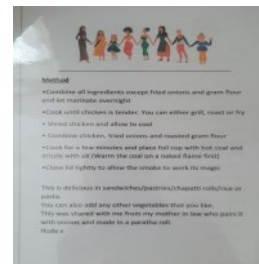 Method
•Combine all ingredients except fried onions and gram flour
and let marinate overnight
•Cook until chicken is tender. You can either grill, roast or fry
• Shred chicken and allow to cool
• Combine chicken, fried onions and roasted gram flour
•Cook for a few minutes and place foil cup with hot coal and
drizzle with oil (Warm the coal on a naked flame first)
•Close lid tightly to allow the smoke to work its magic
This is delicious in sandwiches/pastries/chapatti rolls/rice or
pasta.
You can also add any other vegetables that you like.
This was shared with me from my mother in law who pairs it
with onions and made in a paratha roll.
Huda x